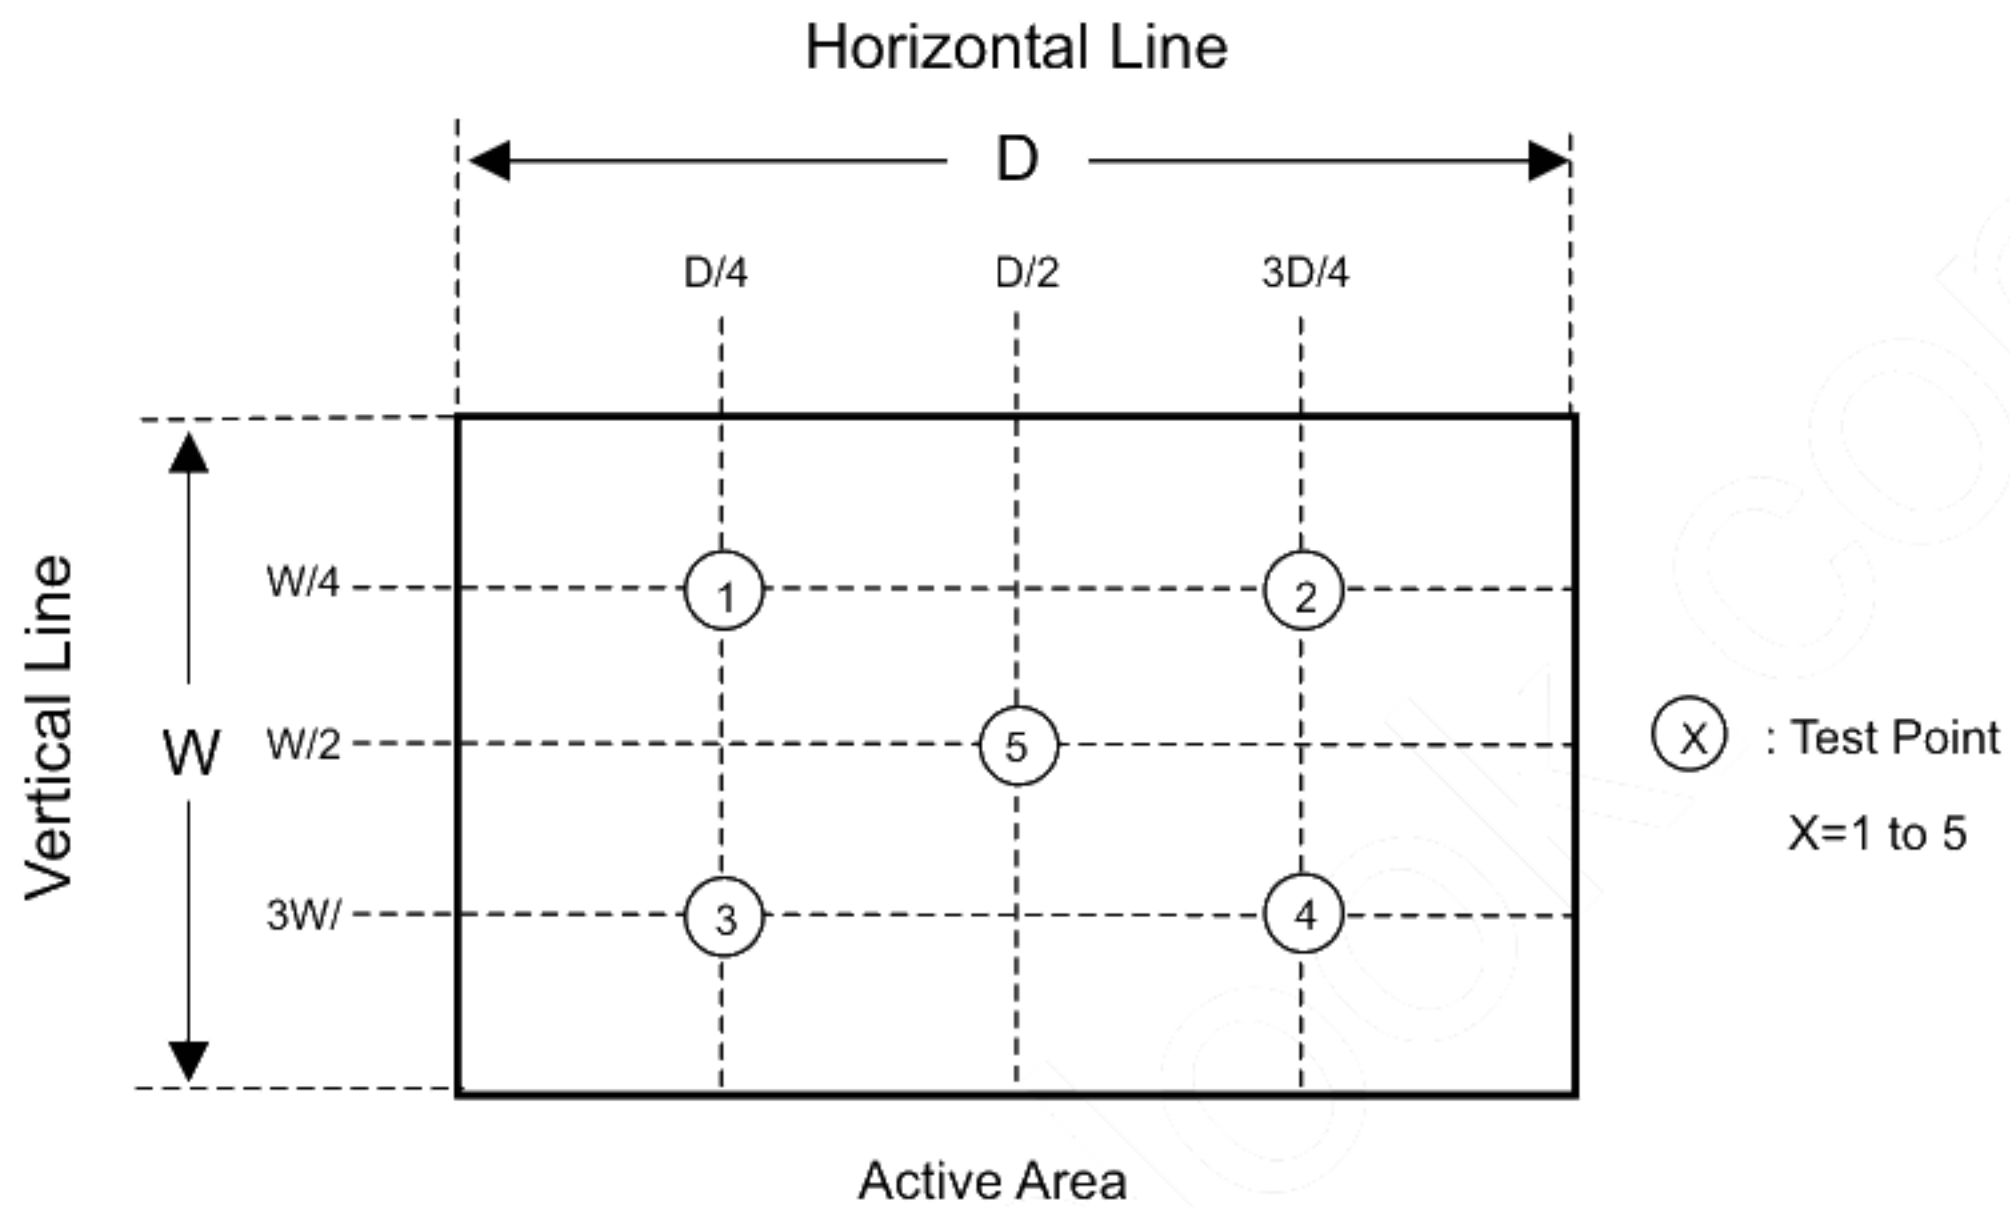 Horizontal Line
D
D/4 D/2 3D/4
Vertical Line
W
W/4
1 2
W/2
5
3W/
3 4
X : Test Point
X=1 to 5
Active Area